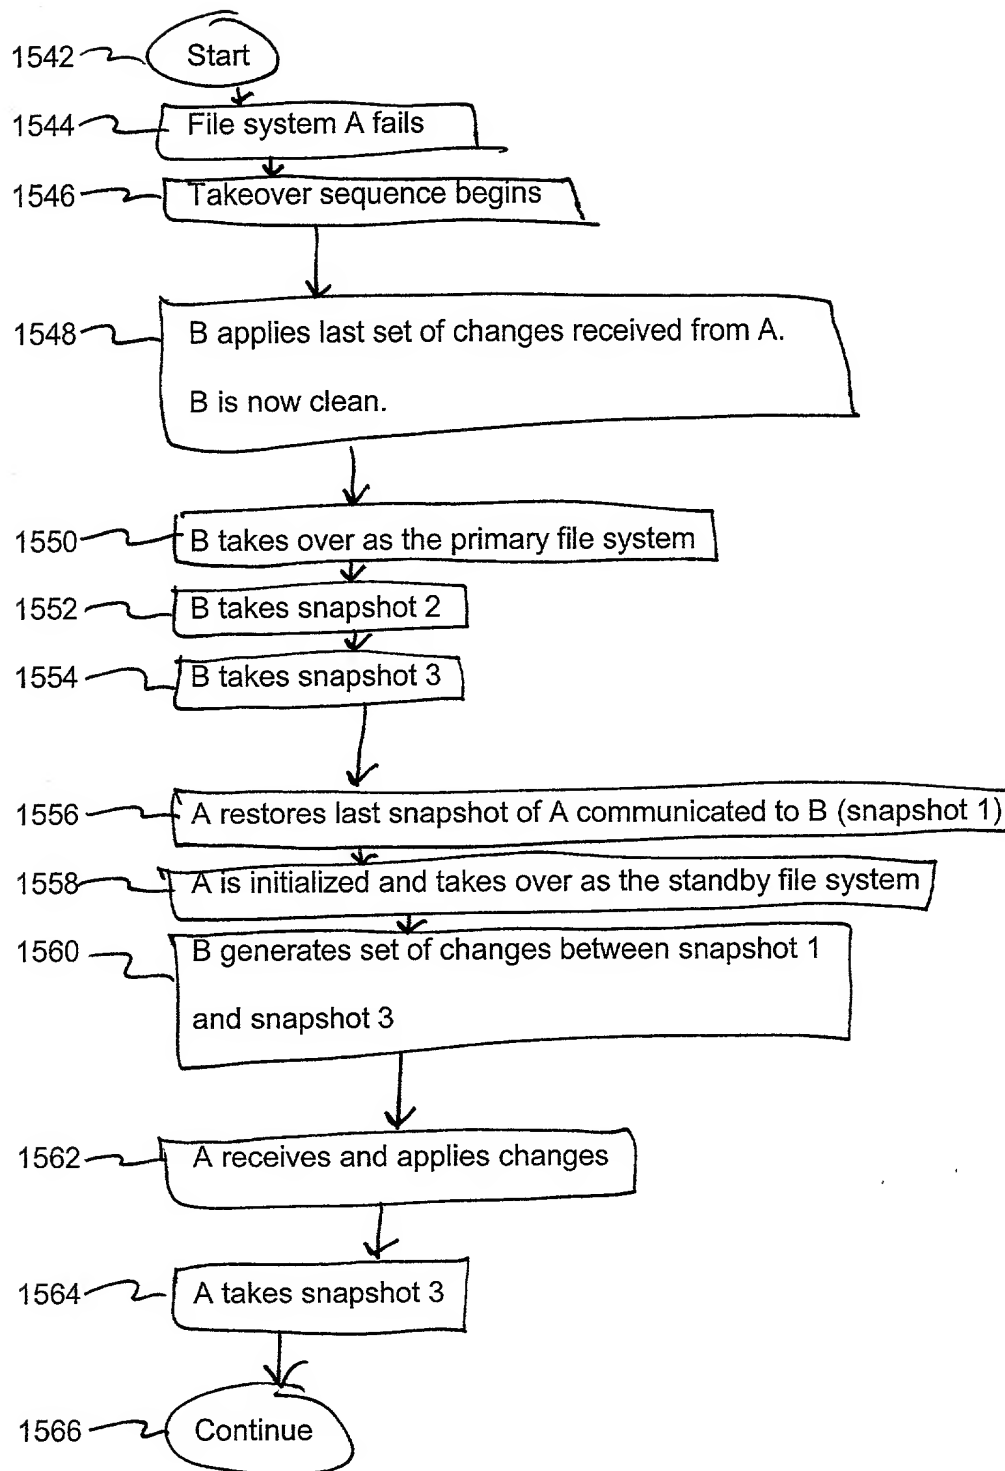 1542 Start
1544 File system A fails
1546 Takeover sequence begins
1548 B applies last set of changes received from A.
B is now clean.
1550 B takes over as the primary file system
1552 B takes snapshot 2
1554 B takes snapshot 3
1556 A restores last snapshot of A communicated to B (snapshot 1)
1558 A is initialized and takes over as the standby file system
1560 B generates set of changes between snapshot 1
and snapshot 3
1562 A receives and applies changes
1564 A takes snapshot 3
1566 Continue